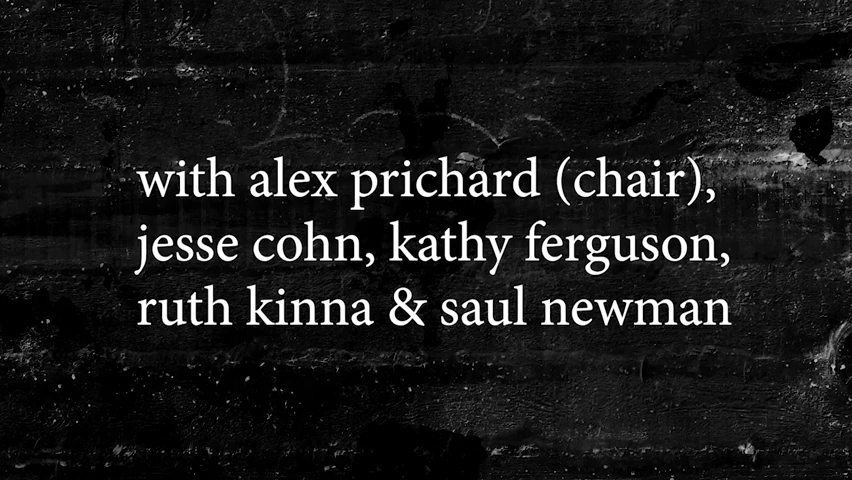 with alex prichard (chair),
jesse cohn, kathy ferguson,
ruth kinna & saul newman